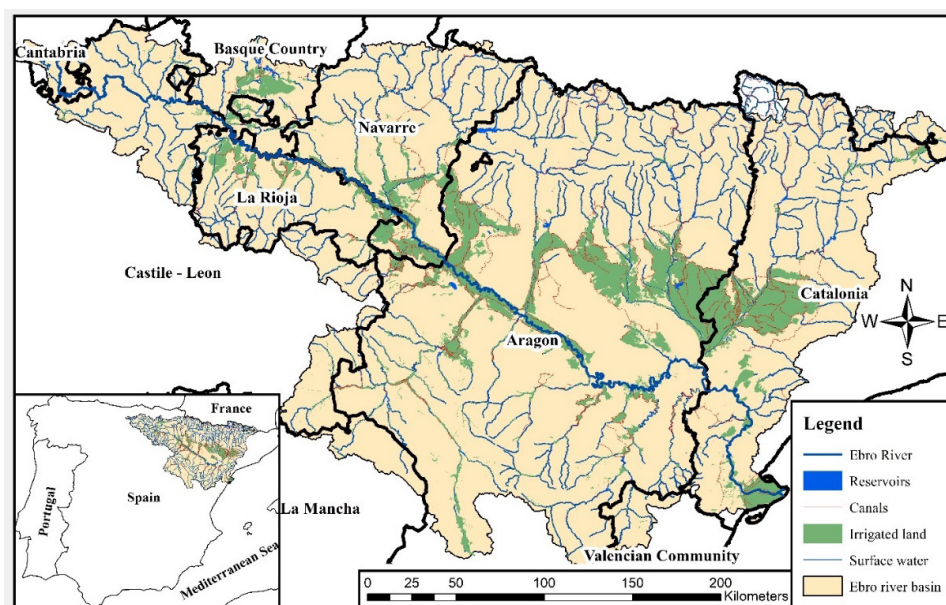 Cantabria
Basque Country
Navarre
La Rioja
Castile - Leon
Aragon
Catalonia
N
W E
S
La Mancha
Valencian Community
France
Portugal
Spain
Mediterranean Sea
0 25 50 100 150 200
Kilometers
Legend
Ebro River
Reservoirs
Canals
Irrigated land
Surface water
Ebro river basin